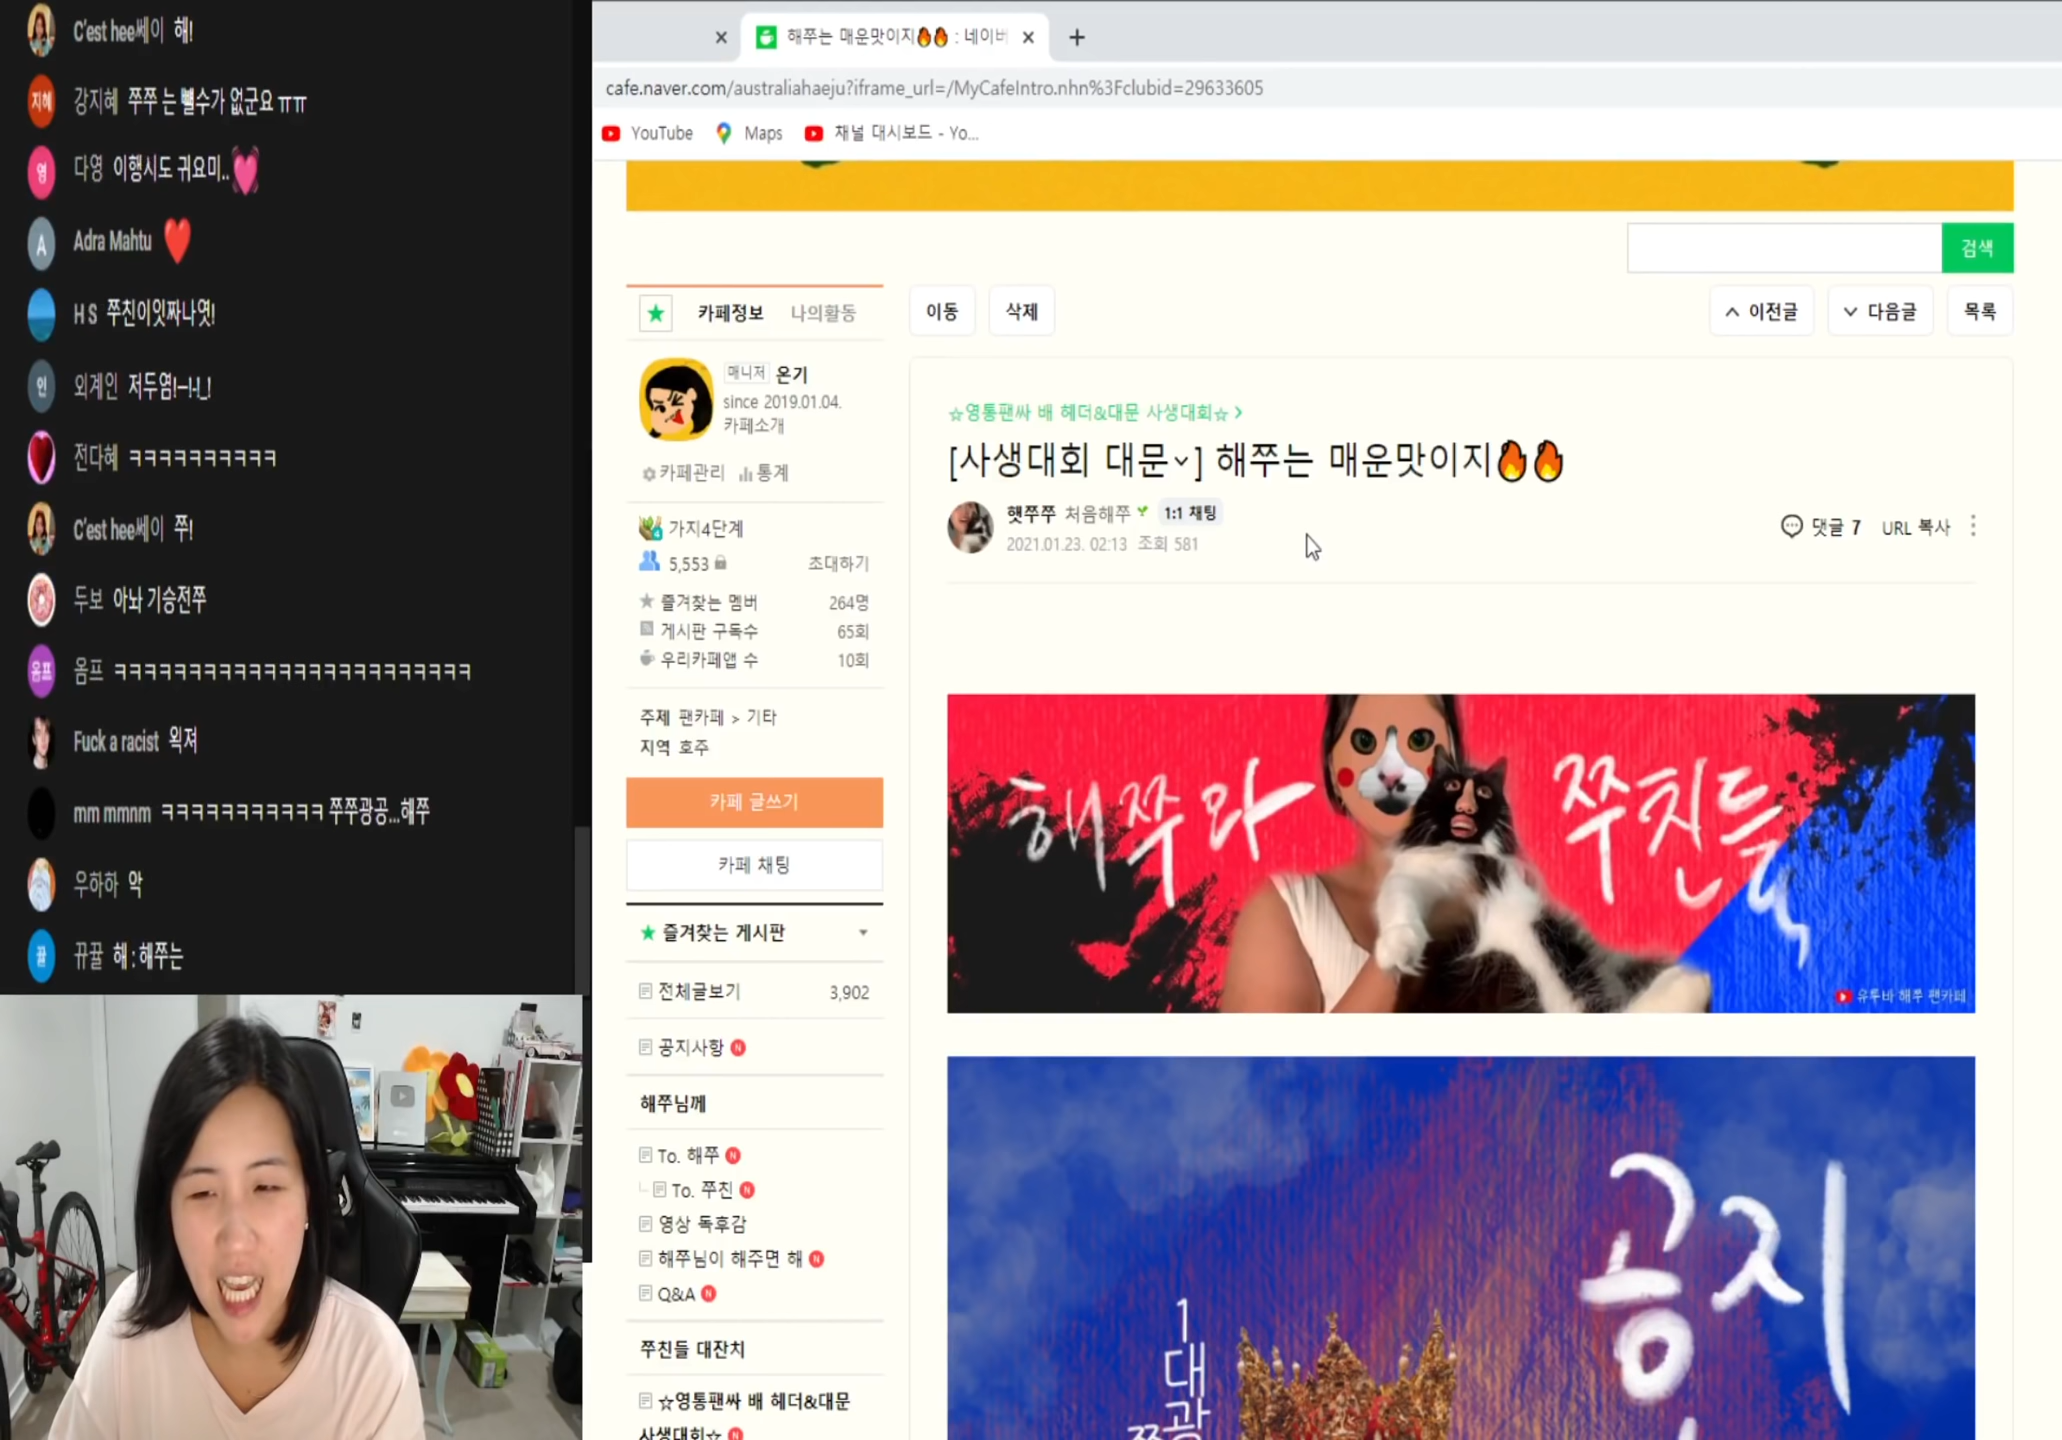 C'est hee쎄이 해!
지혜 강지혜 쭈쭈 는 뺄수가 없군요 ㅠㅠ
영 다영 이행시도 귀요미..💓
A Adra Mahtu ❤️
H S 쭈친이잇짜나엿!
인 외계인 저두염!ㅡ!-!_!
전다혜 ㅋㅋㅋㅋㅋㅋㅋㅋㅋㅋ
C'est hee쎄이 쭈!
두보 아놔 기승전쭈
옴프 옴프 ㅋㅋㅋㅋㅋㅋㅋㅋㅋㅋㅋㅋㅋㅋㅋㅋㅋㅋㅋㅋㅋㅋㅋㅋ
Fuck a racist 왹져
mm mmnm ㅋㅋㅋㅋㅋㅋㅋㅋㅋㅋㅋ 쭈쭈광공...해쭈
우하하 악
뀰 뀨뀰 해 : 해쭈는
해쭈는 매운맛이지🔥🔥 : 네이버
cafe.naver.com/australiahaeju?iframe_url=/MyCafeIntro.nhn%3Fclubid=29633605
YouTube Maps 채널 대시보드 - Yo...
검색
카페정보 나의활동
매니저 온기
since 2019.01.04.
카페소개
카페관리 통계
가지4단계
5,553 초대하기
즐겨찾는 멤버 264명
게시판 구독수 65회
우리카페앱 수 10회
주제 팬카페 > 기타
지역 호주
카페 글쓰기
카페 채팅
★ 즐겨찾는 게시판
전체글보기 3,902
공지사항 N
해쭈님께
To. 해쭈 N
To. 쭈친 N
영상 독후감
해쭈님이 해주면 해 N
Q&A N
쭈친들 대잔치
☆영통팬싸 배 헤더&대문
사생대회☆ N
이동 삭제 이전글 다음글 목록
☆영통팬싸 배 헤더&대문 사생대회☆ >
[사생대회 대문⌄] 해쭈는 매운맛이지🔥🔥
햇쭈쭈 처음해쭈 1:1 채팅
2021.01.23. 02:13 조회 581
댓글 7 URL 복사
해쭈와 쭈친들
유투바 해쭈 팬카페
공지
1대광